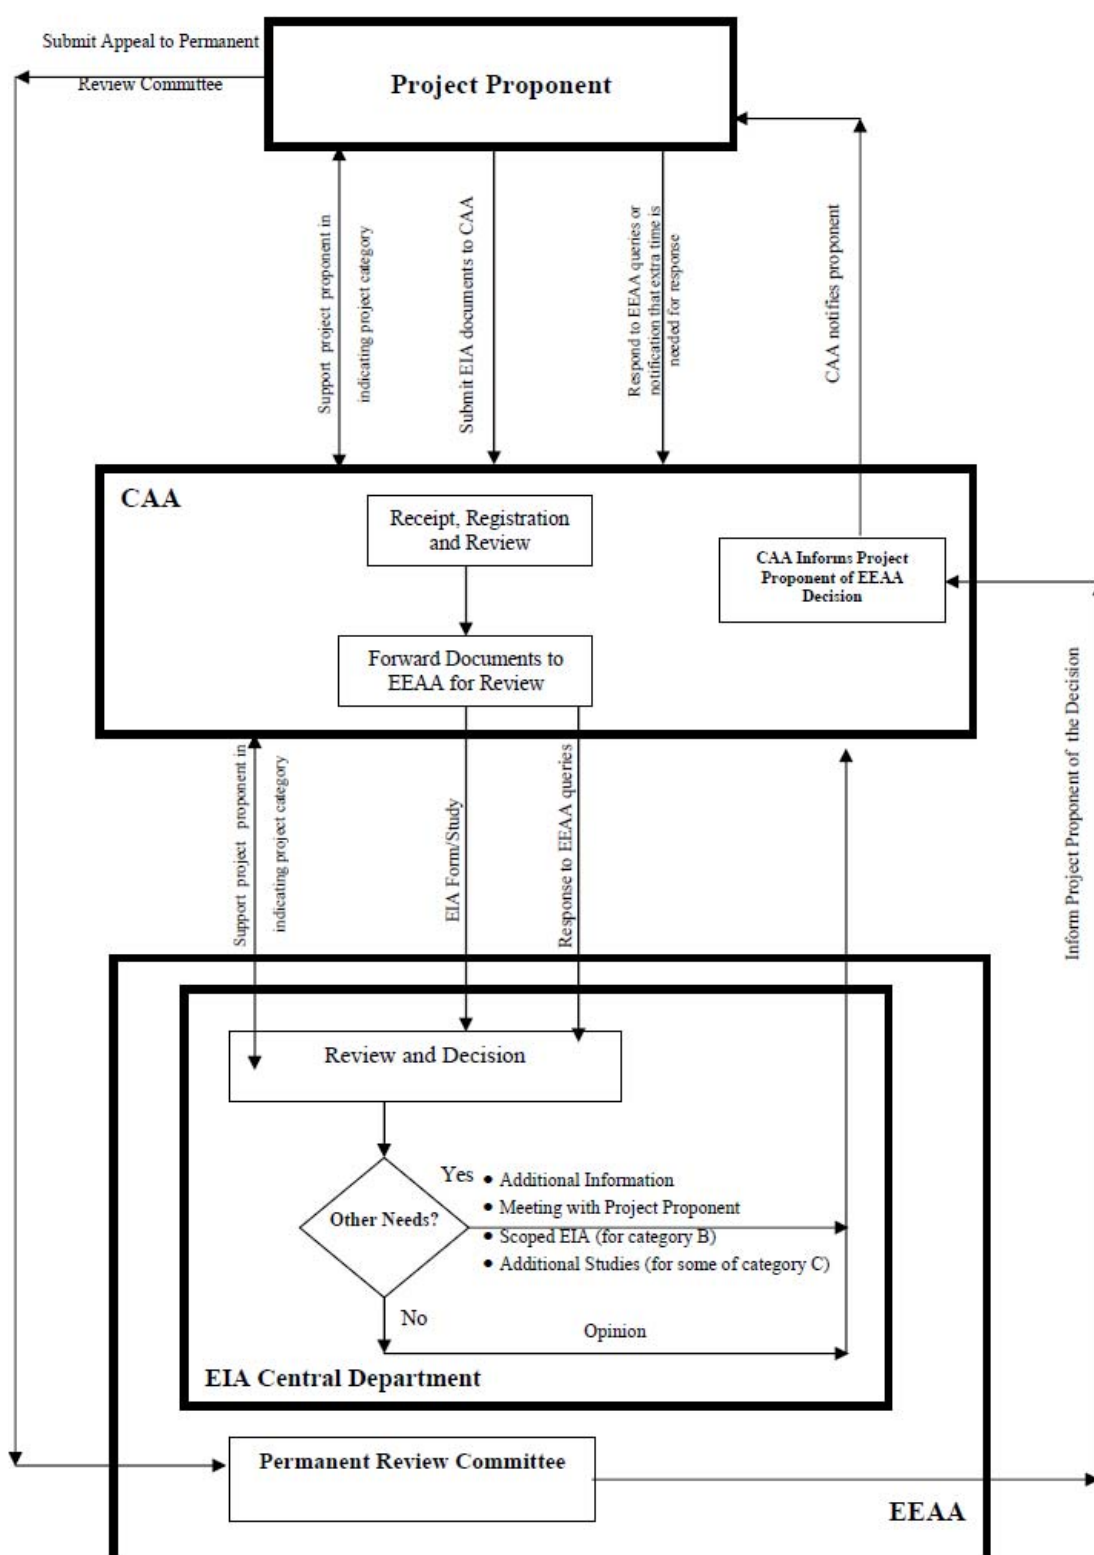 Submit Appeal to Permanent
Review Committee
Project Proponent
Support project proponent in
indicating project category
Submit EIA documents to CAA
Respond to EEAA queries or
notification that extra time is
needed for response
CAA notifies proponent
CAA
Receipt, Registration
and Review
CAA Informs Project
Proponent of EEAA
Decision
Forward Documents to
EEAA for Review
Support project proponent in
indicating project category
EIA Form/Study
Response to EEAA queries
Inform Project Proponent of the Decision
Review and Decision
Other Needs?
Yes
• Additional Information
• Meeting with Project Proponent
• Scoped EIA (for category B)
• Additional Studies (for some of category C)
No
Opinion
EIA Central Department
Permanent Review Committee
EEAA